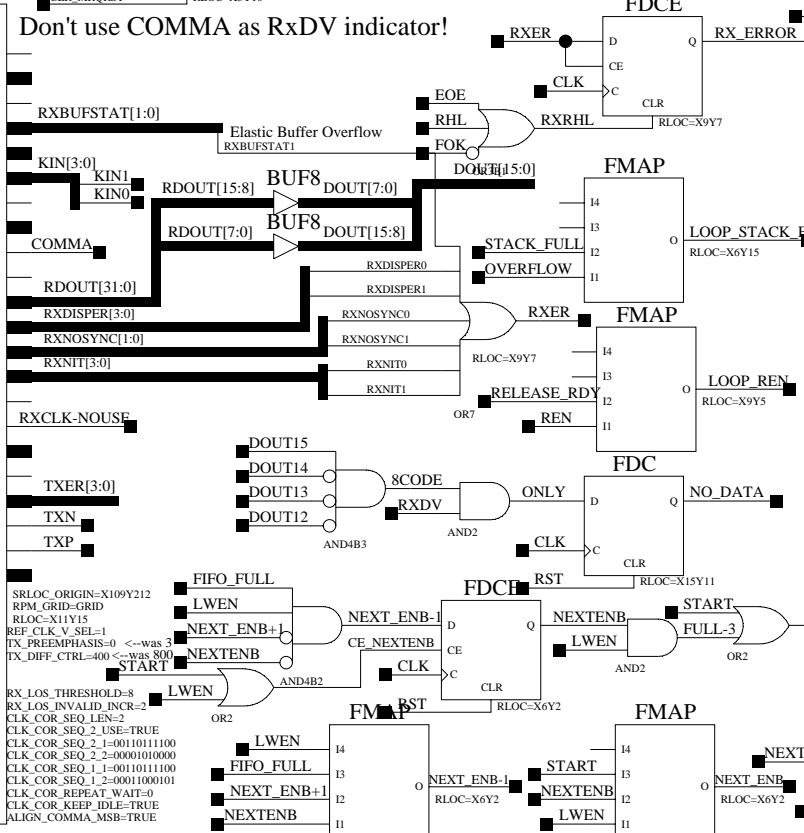 RLOC=X9Y10
FDCE
Don't use COMMA as RxDV indicator!
RXER
D
Q
RX_ERROR
CE
CLK
C
CLR
RLOC=X9Y7
EOE
RHL
FOK
RXRHL
OR3B1
RXBUFSTAT[1:0]
Elastic Buffer Overflow
RXBUFSTAT1
KIN[3:0]
KIN1
KIN0
DOUT[15:0]
RDOUT[15:8]
BUF8
DOUT[7:0]
RDOUT[7:0]
BUF8
DOUT[15:8]
COMMA
FMAP
I4
I3
I2
I1
O
STACK_FULL
OVERFLOW
RLOC=X6Y15
RDOUT[31:0]
RXDISPER[3:0]
RXNOSYNC[1:0]
RXNIT[3:0]
RXDISPER0
RXDISPER1
RXNOSYNC0
RXNOSYNC1
RXNIT0
RXNIT1
RXER
RLOC=X9Y7
OR7
FMAP
I4
I3
I2
I1
O
LOOP_REN
RLOC=X9Y5
RELEASE_RDY
REN
RXCLK-NOUSE
DOUT15
DOUT14
DOUT13
DOUT12
AND4B3
8CODE
RXDV
AND2
ONLY
FDC
D
Q
NO_DATA
CLK
C
CLR
RST
RLOC=X15Y11
TXER[3:0]
TXN
TXP
SRLOC_ORIGIN=X109Y212
RPM_GRID=GRID
RLOC=X11Y15
REF_CLK_V_SEL=1
TX_PREEMPHASIS=0 <--was 3
TX_DIFF_CTRL=400 <--was 800
FIFO_FULL
LWEN
NEXT_ENB+1
NEXTENB
AND4B2
NEXT_ENB-1
CE_NEXTENB
START
LWEN
OR2
FDCE
D
Q
CE
CLK
C
CLR
RST
RLOC=X6Y2
NEXTENB
LWEN
AND2
START
FULL-3
OR2
RX_LOS_THRESHOLD=8
RX_LOS_INVALID_INCR=2
CLK_COR_SEQ_LEN=2
CLK_COR_SEQ_2_USE=TRUE
CLK_COR_SEQ_2_1=00110111100
CLK_COR_SEQ_2_2=00001010000
CLK_COR_SEQ_1_1=00110111100
CLK_COR_SEQ_1_2=00011000101
CLK_COR_REPEAT_WAIT=0
CLK_COR_KEEP_IDLE=TRUE
ALIGN_COMMA_MSB=TRUE
FMAP
LWEN
FIFO_FULL
NEXT_ENB+1
NEXTENB
I4
I3
I2
I1
O
NEXT_ENB-1
RLOC=X6Y2
FMAP
START
NEXTENB
LWEN
I4
I3
I2
I1
O
NEXT_ENB
RLOC=X6Y2
NEXT